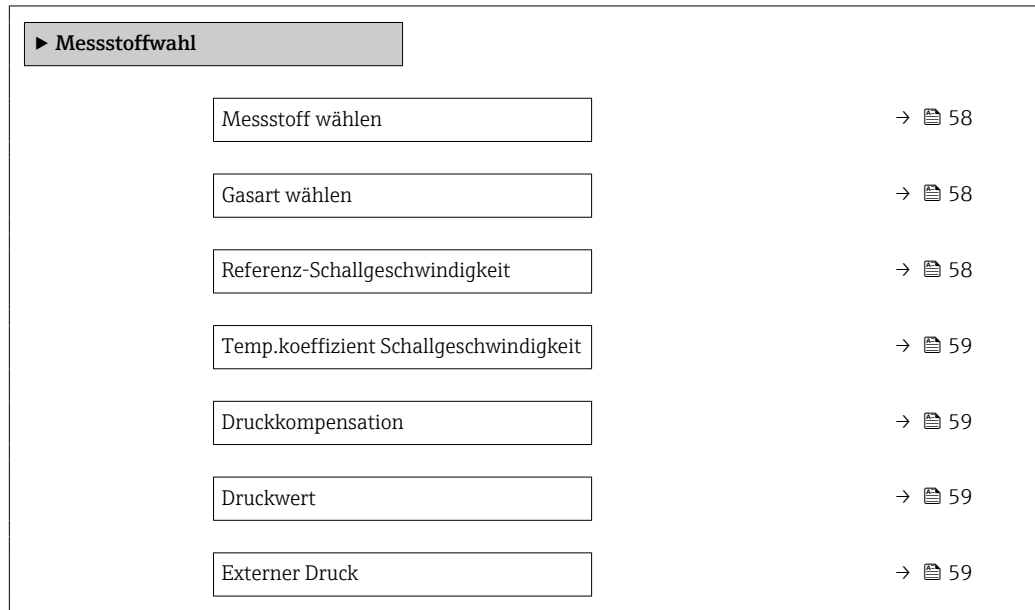 ▶ Messstoffwahl
Messstoff wählen → 58
Gasart wählen → 58
Referenz-Schallgeschwindigkeit → 58
Temp.koeffizient Schallgeschwindigkeit → 59
Druckkompensation → 59
Druckwert → 59
Externer Druck → 59